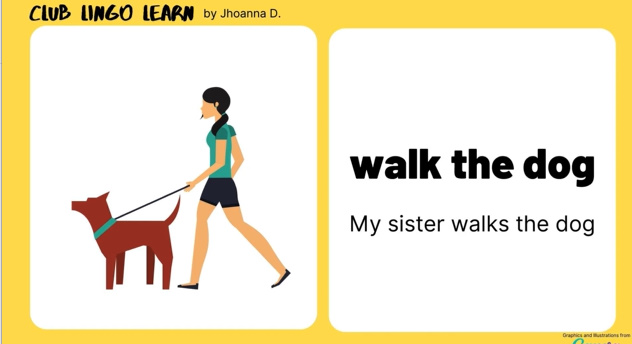 CLUB LINGO LEARN by Jhoanna D.
walk the dog
My sister walks the dog
Graphics and Illustrations from